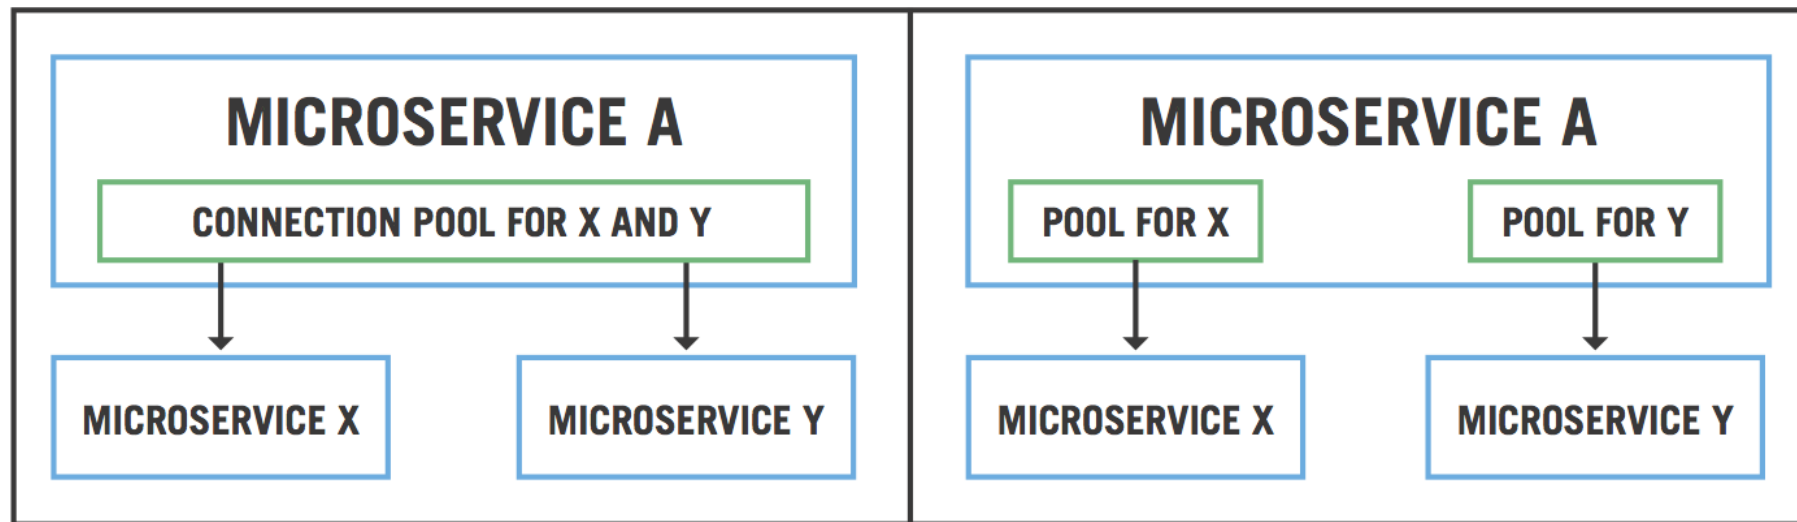 MICROSERVICE A
CONNECTION POOL FOR X AND Y
MICROSERVICE X
MICROSERVICE Y
MICROSERVICE A
POOL FOR X
POOL FOR Y
MICROSERVICE X
MICROSERVICE Y